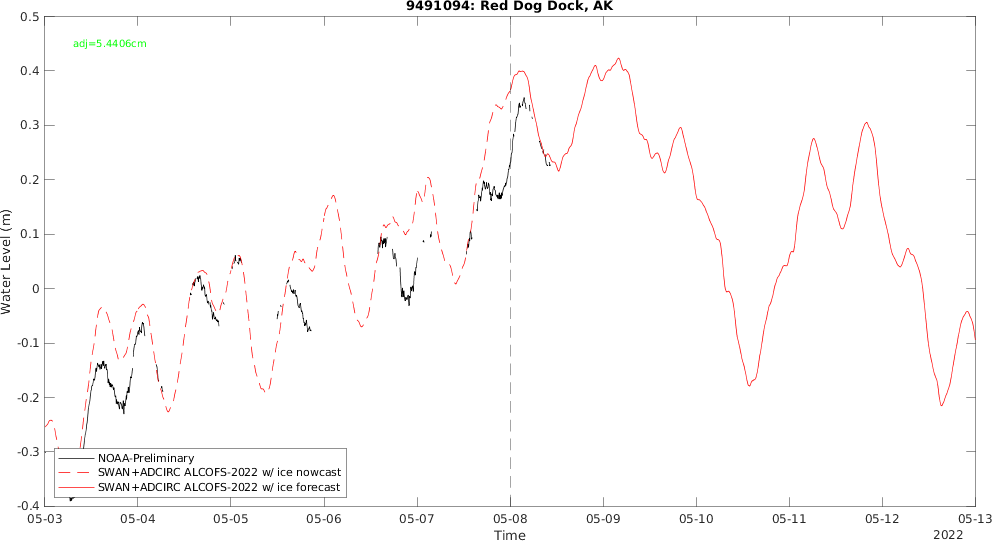 9491094: Red Dog Dock, AK
adj=5.4406cm
Water Level (m)
0.5
0.4
0.3
0.2
0.1
0
-0.1
-0.2
-0.3
-0.4
NOAA-Preliminary
SWAN+ADCIRC ALCOFS-2022 w/ ice nowcast
SWAN+ADCIRC ALCOFS-2022 w/ ice forecast
05-03 05-04 05-05 05-06 05-07 05-08 05-09 05-10 05-11 05-12 05-13
Time
2022